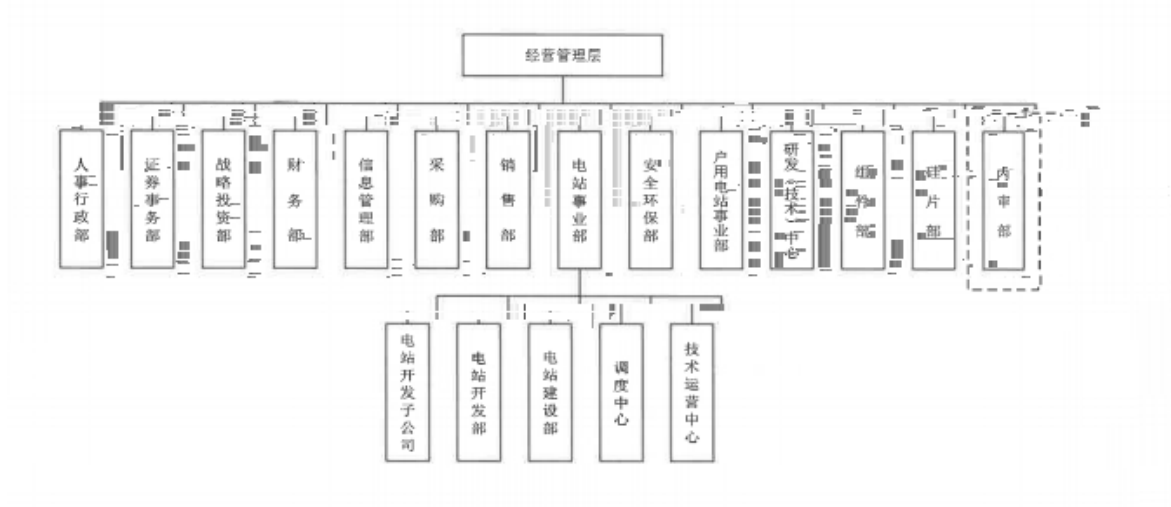 经营管理层
人事行政部
证券事务部
战略投资部
财务部
信息管理部
采购部
销售部
电站事业部
安全环保部
户用电站事业部
研发（技术）中心
组件部
硅片部
内审部
电站开发子公司
电站开发部
电站建设部
调度中心
技术运营中心